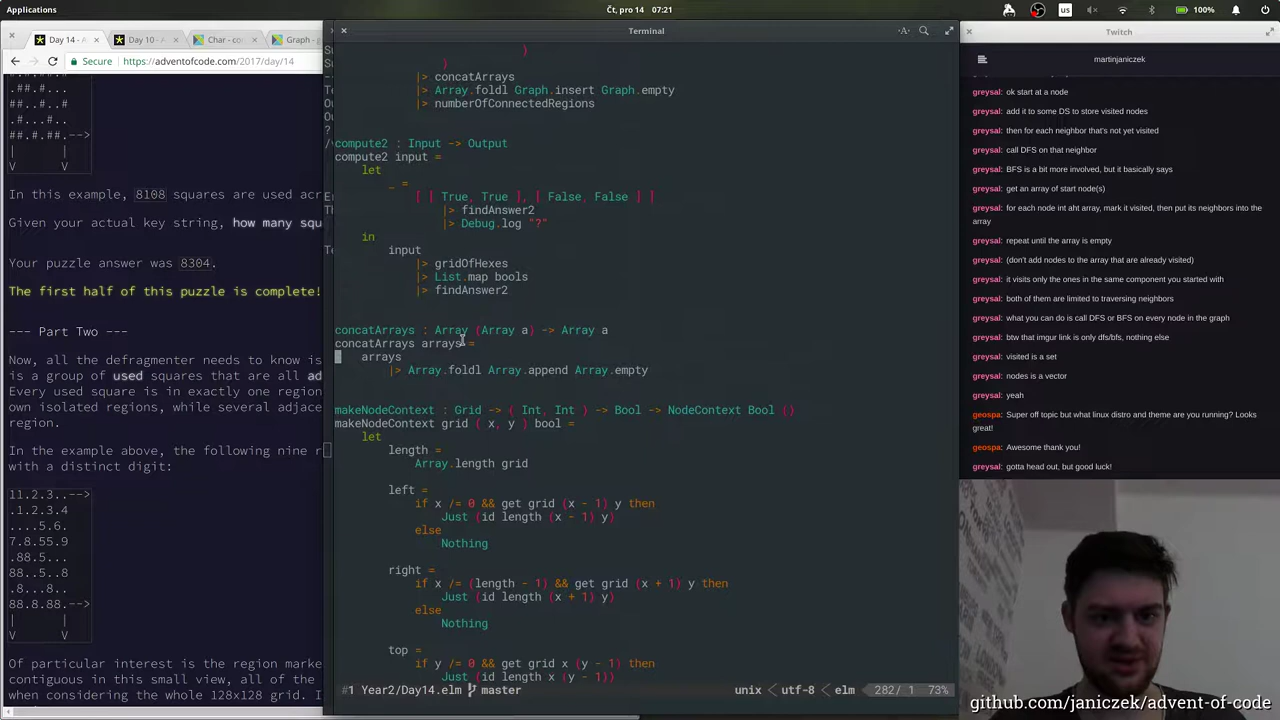 Čt, pro 14 07:21
us
100%
Day 14 - A
Day 10 - A
Char - co
Graph - g
Secure https://adventofcode.com/2017/day/14
.##.#...
##..#..#
.#...#..
##.#.##.-->
| |
V V
In this example, 8108 squares are used acr
Given your actual key string, how many squ
Your puzzle answer was 8304.
The first half of this puzzle is complete!
--- Part Two ---
Now, all the defragmenter needs to know is
is a group of used squares that are all ad
Every used square is in exactly one region
own isolated regions, while several adjace
region.
In the example above, the following nine r
with a distinct digit:
11.2.3..-->
.1.2.3.4
....5.6.
7.8.55.9
.88.5...
88..5..8
.8...8..
88.8.88.-->
| |
V V
Of particular interest is the region marke
contiguous in this small view, all of the
when considering the whole 128x128 grid. I
Terminal
)
)
|> concatArrays
|> Array.foldl Graph.insert Graph.empty
|> numberOfConnectedRegions
compute2 : Input -> Output
compute2 input =
let
_ =
[ [ True, True ], [ False, False ] ]
|> findAnswer2
|> Debug.log "?"
in
input
|> gridOfHexes
|> List.map bools
|> findAnswer2
concatArrays : Array (Array a) -> Array a
concatArrays arrays =
arrays
|> Array.foldl Array.append Array.empty
makeNodeContext : Grid -> ( Int, Int ) -> Bool -> NodeContext Bool ()
makeNodeContext grid ( x, y ) bool =
let
length =
Array.length grid
left =
if x /= 0 && get grid (x - 1) y then
Just (id length (x - 1) y)
else
Nothing
right =
if x /= (length - 1) && get grid (x + 1) y then
Just (id length (x + 1) y)
else
Nothing
top =
if y /= 0 && get grid x (y - 1) then
Just (id length x (y - 1))
#1 Year2/Day14.elm master
unix < utf-8 < elm 282/ 1 73%
Twitch
martinjaniczek
greysal: ok start at a node
greysal: add it to some DS to store visited nodes
greysal: then for each neighbor that's not yet visited
greysal: call DFS on that neighbor
greysal: BFS is a bit more involved, but it basically says
greysal: get an array of start node(s)
greysal: for each node int aht array, mark it visited, then put its neighbors into the
array
greysal: repeat until the array is empty
greysal: (don't add nodes to the array that are already visited)
greysal: it visits only the ones in the same component you started with
greysal: both of them are limited to traversing neighbors
greysal: what you can do is call DFS or BFS on every node in the graph
greysal: btw that imgur link is only dfs/bfs, nothing else
greysal: visited is a set
greysal: nodes is a vector
greysal: yeah
geospa: Super off topic but what linux distro and theme are you running? Looks
great!
geospa: Awesome thank you!
greysal: gotta head out, but good luck!
github.com/janiczek/advent-of-code